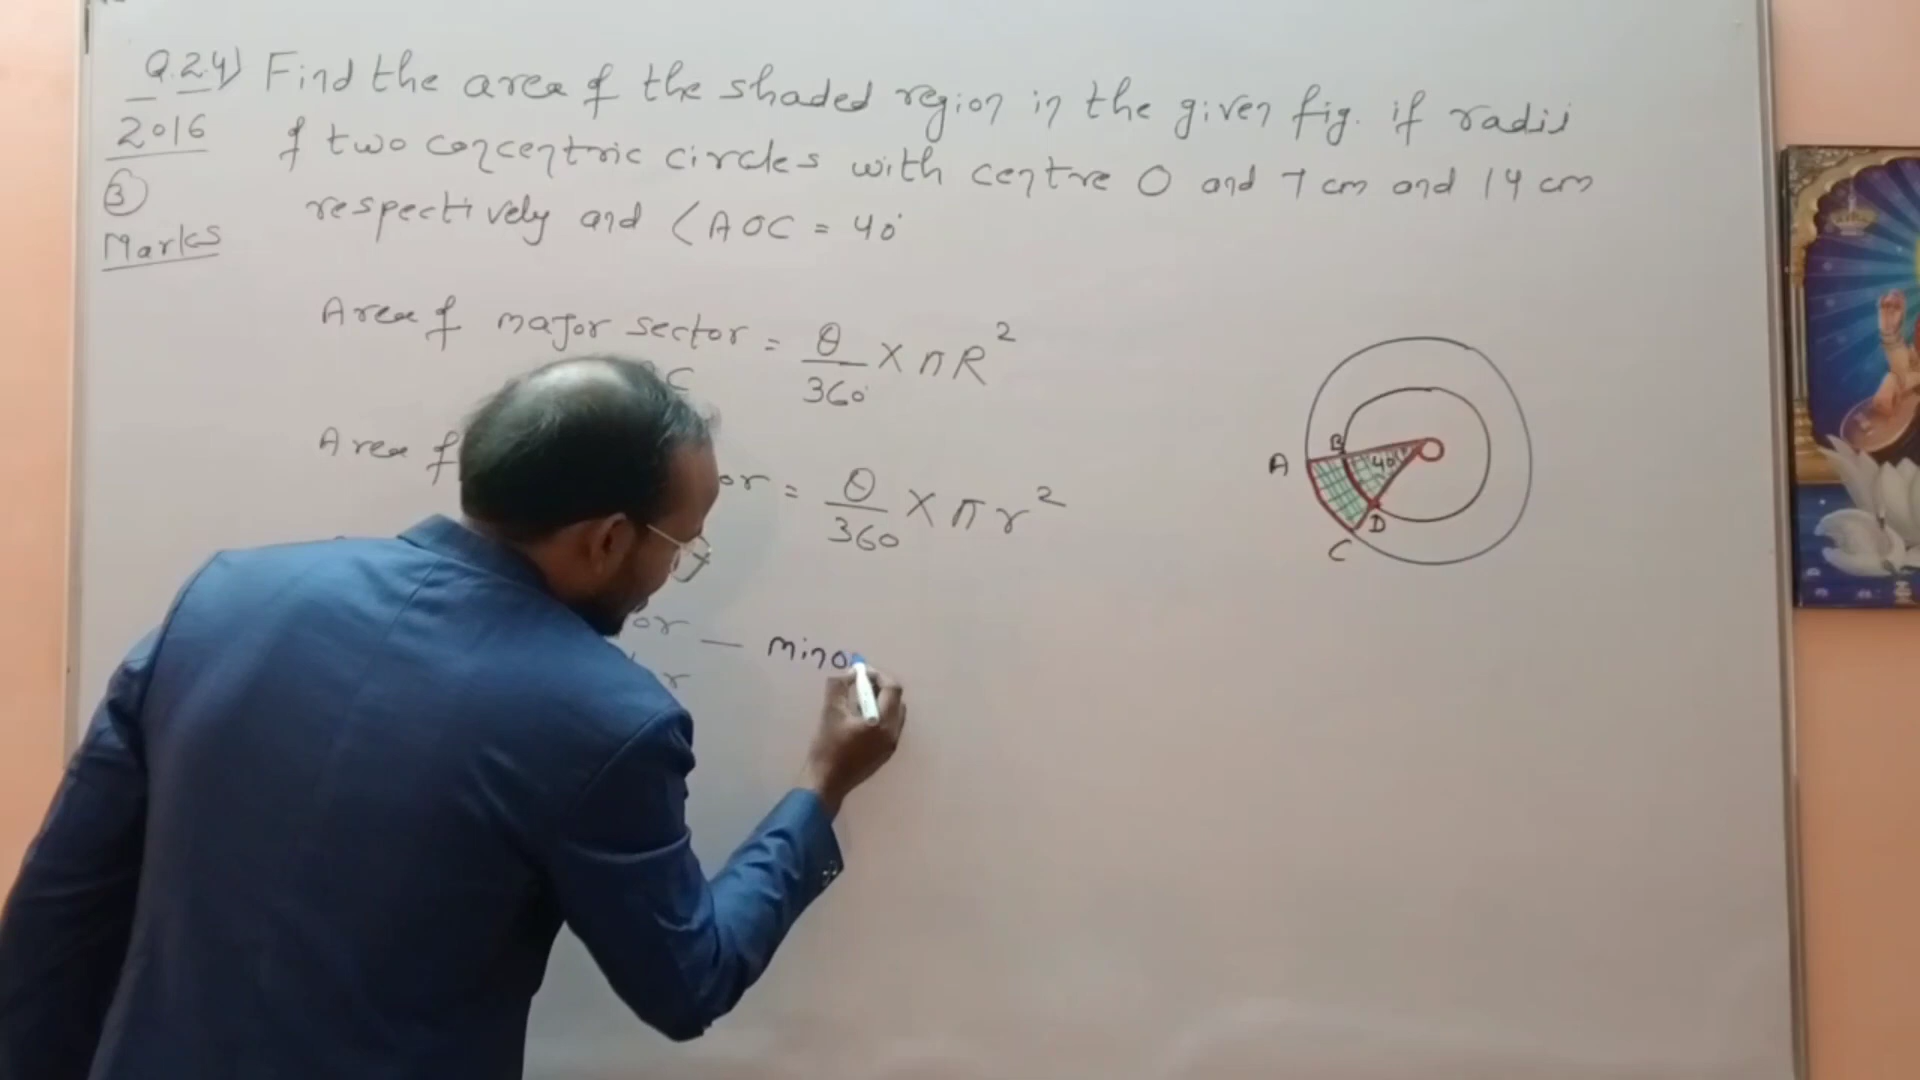 Q.24) Find the area of the shaded region in the given fig. if radii
2016 of two concentric circles with centre O and 7 cm and 14 cm
3 respectively and ∠AOC = 40°
Marks
Area of major sector = θ/360° × πR²
C
Area of or = θ/360 × πr²
or — mino
r
A B 40° D C